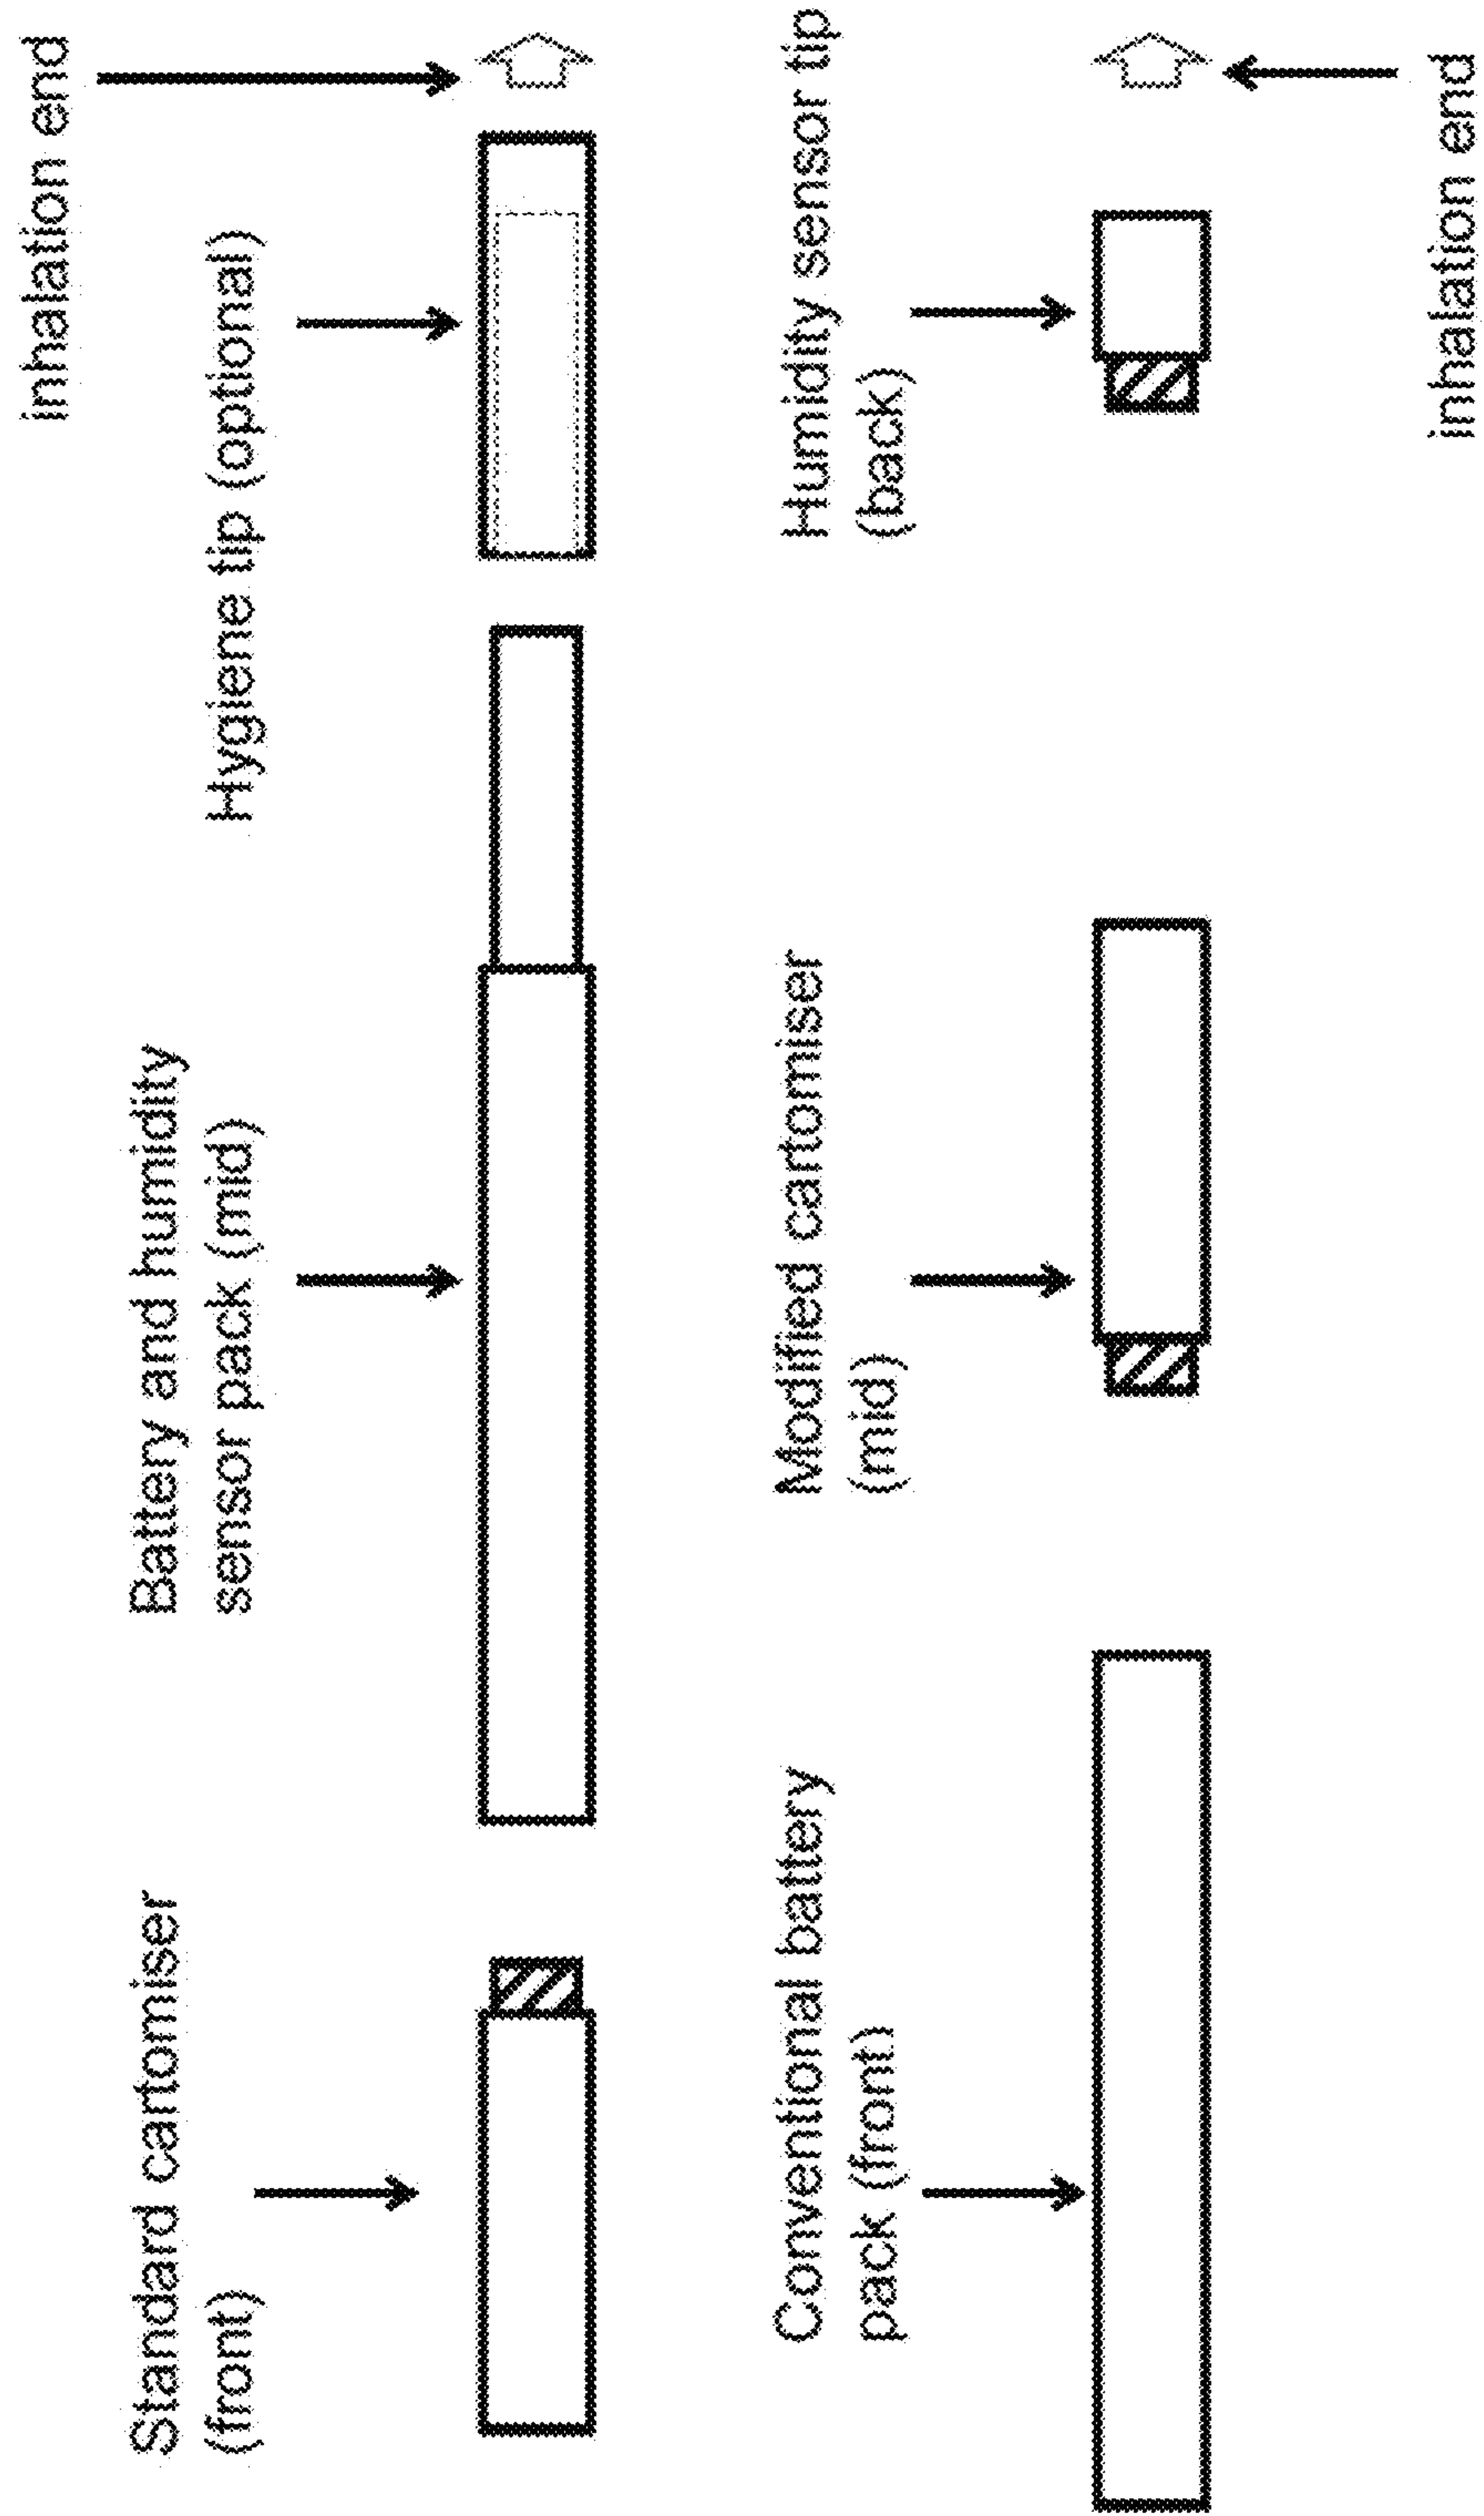 Standard cartomiser
(front)
Battery and humidity
sensor pack (mid)
Hygiene tip (optional)
inhalation end
Conventional battery
pack (front)
Modified cartomiser
(mid)
Humidity sensor tip
(back)
inhalation end